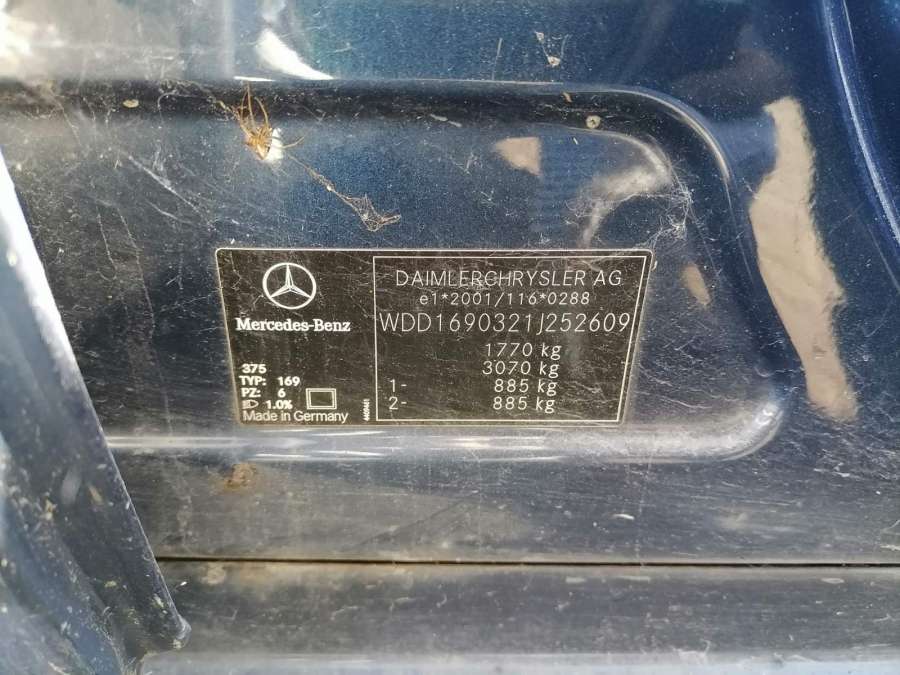 Mercedes-Benz
375
TYP: 169
PZ: 6
1.0%
Made in Germany
DAIMLERCHRYSLER AG
e1*2001/116*0288
WDD1690321J252609
1770 kg
3070 kg
1- 885 kg
2- 885 kg